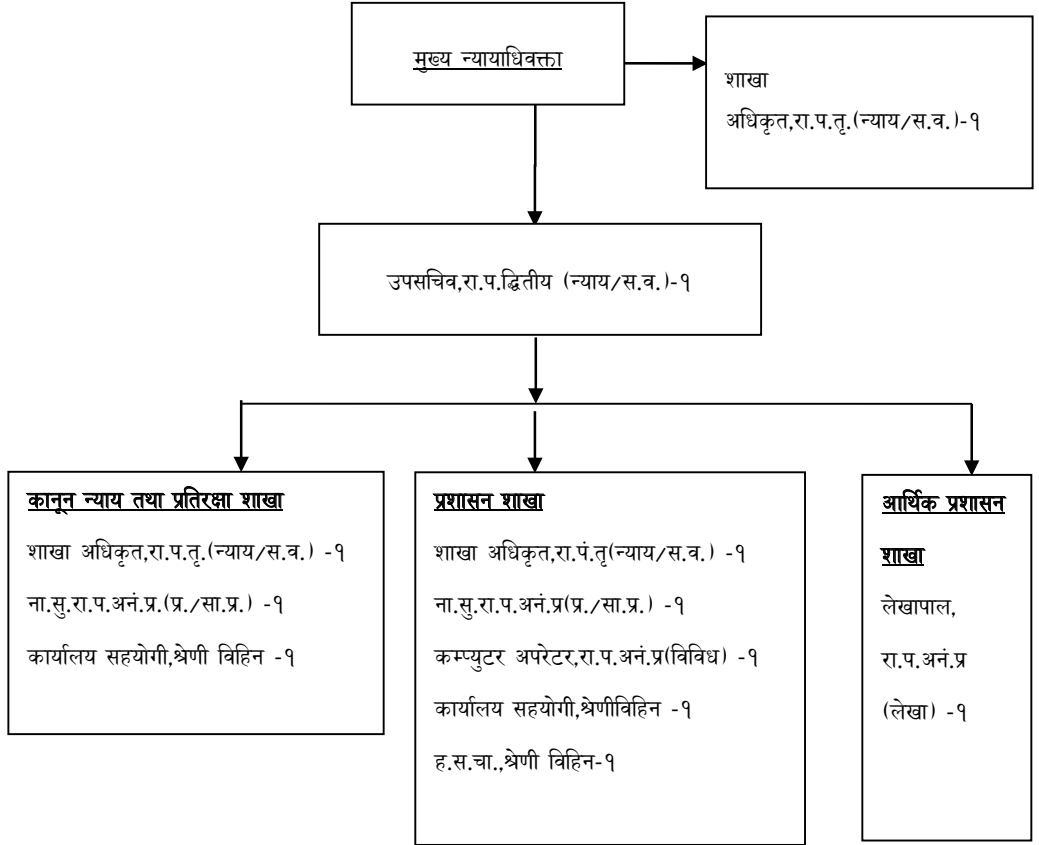 मुख्य न्यायाधिवक्ता
शाखा
अधिकृत,रा.प.तृ.(न्याय/स.व.)-१
उपसचिव,रा.प.द्धितीय (न्याय/स.व.)-१
कानून न्याय तथा प्रतिरक्षा शाखा
शाखा अधिकृत,रा.प.तृ.(न्याय/स.व.) -१
ना.सु.रा.प.अनं.प्र.(प्र./सा.प्र.) -१
कार्यालय सहयोगी,श्रेणी विहिन -१
प्रशासन शाखा
शाखा अधिकृत,रा.पं.तृ(न्याय/स.व.) -१
ना.सु.रा.प.अनं.प्र(प्र./सा.प्र.) -१
कम्प्युटर अपरेटर,रा.प.अनं.प्र(विविध) -१
कार्यालय सहयोगी,श्रेणीविहिन -१
ह.स.चा.,श्रेणी विहिन-१
आर्थिक प्रशासन
शाखा
लेखापाल,
रा.प.अनं.प्र
(लेखा) -१